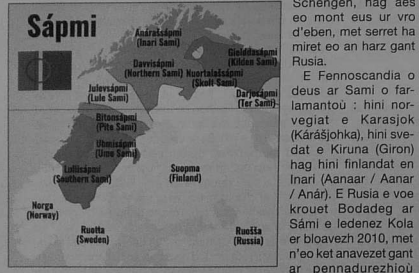 Sápmi
Anárašsápmi
(Inari Sami)
Davvisápmi
(Northern Sami)
Gielddasápmi
(Kilden Sami)
Nuortalašsápmi
(Skolt Sami)
Darjesápmi
(Ter Sami)
Julevsápmi
(Lule Sami)
Bitomsápmi
(Pite Sami)
Ubmisápmi
(Ume Sami)
Lullisápmi
(Southern Sami)
Suopma
(Finland)
Norga
(Norway)
Ruotta
(Sweden)
Ruošša
(Russia)
Schengen, hag aes
eo mont eus ur vro
d'eben, met serret ha
miret eo an harz gant
Rusia.
E Fennoscandia o
deus ar Sami o far-
lamantoù : hini nor-
vegiat e Karasjok
(Kárášjohka), hini sve-
dat e Kiruna (Giron)
hag hini finlandat en
Inari (Aanaar / Aanar
/ Anár). E Rusia e voe
krouet Bodadeg ar
Sámi e ledenez Kola
er bloavezh 2010, met
n'eo ket anavezet gant
ar pennadurezhioù